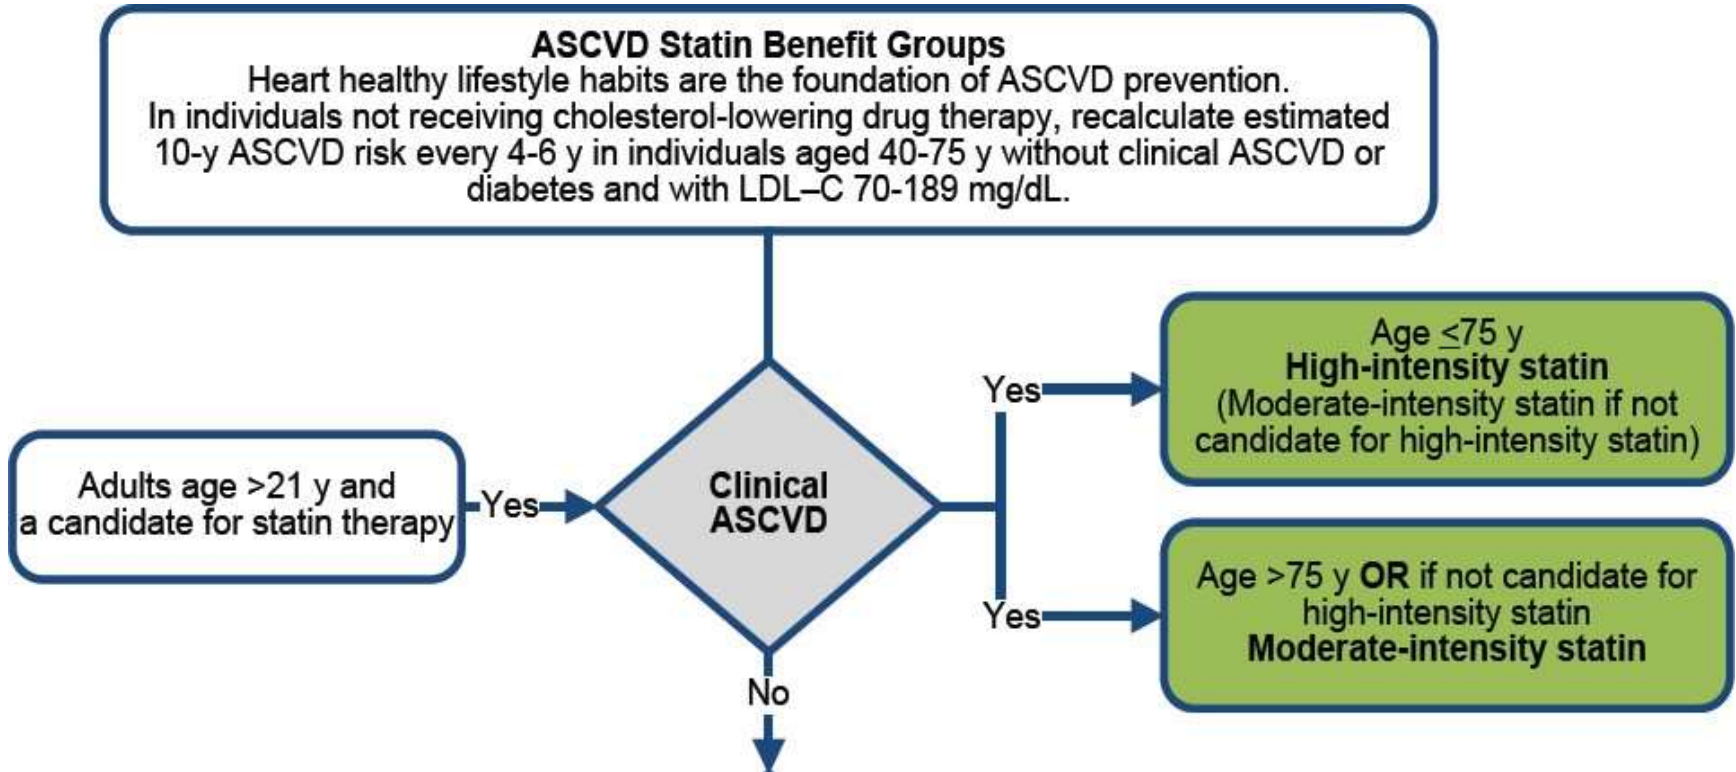 ASCVD Statin Benefit Groups
Heart healthy lifestyle habits are the foundation of ASCVD prevention.
In individuals not receiving cholesterol-lowering drug therapy, recalculate estimated
10-y ASCVD risk every 4-6 y in individuals aged 40-75 y without clinical ASCVD or
diabetes and with LDL–C 70-189 mg/dL.
Adults age >21 y and
a candidate for statin therapy
Yes
Clinical
ASCVD
Yes
Age ≤75 y
High-intensity statin
(Moderate-intensity statin if not
candidate for high-intensity statin)
Yes
Age >75 y OR if not candidate for
high-intensity statin
Moderate-intensity statin
No